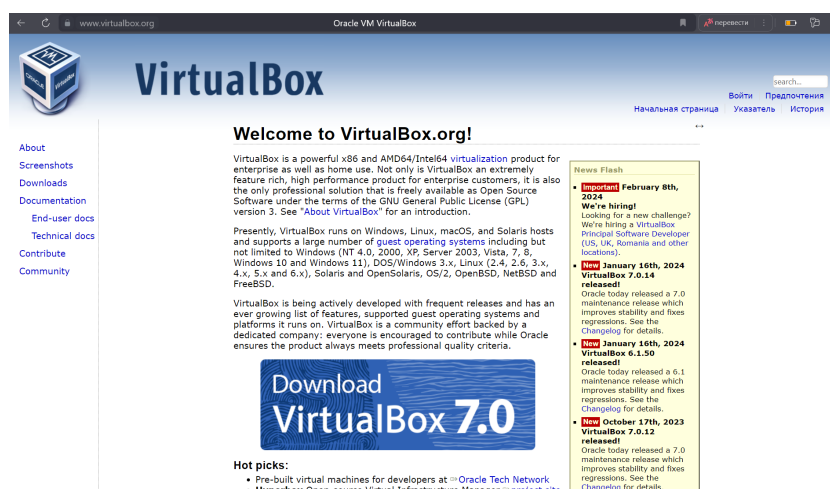 www.virtualbox.org
Oracle VM VirtualBox
перевести
ORACLE
VirtualBox
VirtualBox
search...
Войти Предпочтения
Начальная страница Указатель История
About
Screenshots
Downloads
Documentation
End-user docs
Technical docs
Contribute
Community
Welcome to VirtualBox.org!
VirtualBox is a powerful x86 and AMD64/Intel64 virtualization product for
enterprise as well as home use. Not only is VirtualBox an extremely
feature rich, high performance product for enterprise customers, it is also
the only professional solution that is freely available as Open Source
Software under the terms of the GNU General Public License (GPL)
version 3. See "About VirtualBox" for an introduction.
Presently, VirtualBox runs on Windows, Linux, macOS, and Solaris hosts
and supports a large number of guest operating systems including but
not limited to Windows (NT 4.0, 2000, XP, Server 2003, Vista, 7, 8,
Windows 10 and Windows 11), DOS/Windows 3.x, Linux (2.4, 2.6, 3.x,
4.x, 5.x and 6.x), Solaris and OpenSolaris, OS/2, OpenBSD, NetBSD and
FreeBSD.
VirtualBox is being actively developed with frequent releases and has an
ever growing list of features, supported guest operating systems and
platforms it runs on. VirtualBox is a community effort backed by a
dedicated company: everyone is encouraged to contribute while Oracle
ensures the product always meets professional quality criteria.
Download
VirtualBox 7.0
Hot picks:
• Pre-built virtual machines for developers at Oracle Tech Network
Hyperbox Open-source Virtual Infrastructure Manager project site
News Flash
Important February 8th,
2024
We're hiring!
Looking for a new challenge?
We're hiring a VirtualBox
Principal Software Developer
(US, UK, Romania and other
locations).
New January 16th, 2024
VirtualBox 7.0.14
released!
Oracle today released a 7.0
maintenance release which
improves stability and fixes
regressions. See the
Changelog for details.
New January 16th, 2024
VirtualBox 6.1.50
released!
Oracle today released a 6.1
maintenance release which
improves stability and fixes
regressions. See the
Changelog for details.
New October 17th, 2023
VirtualBox 7.0.12
released!
Oracle today released a 7.0
maintenance release which
improves stability and fixes
regressions. See the
Changelog for details.